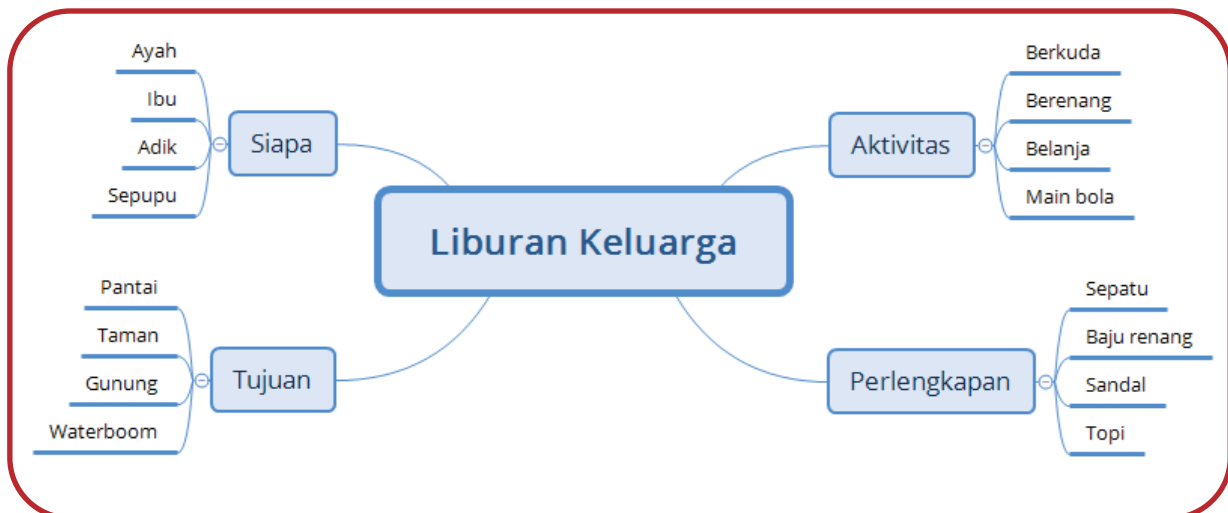 Liburan Keluarga
Siapa
Ayah
Ibu
Adik
Sepupu
Tujuan
Pantai
Taman
Gunung
Waterboom
Aktivitas
Berkuda
Berenang
Belanja
Main bola
Perlengkapan
Sepatu
Baju renang
Sandal
Topi